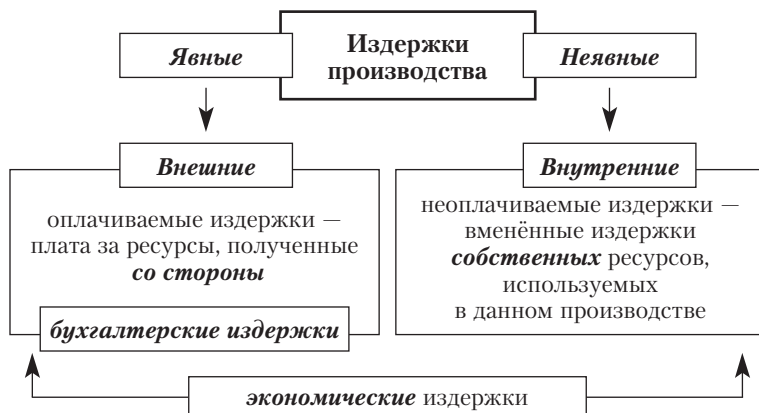 Явные
Издержки
производства
Неявные
Внешние
оплачиваемые издержки —
плата за ресурсы, полученные
со стороны
бухгалтерские издержки
Внутренние
неоплачиваемые издержки —
вменённые издержки
собственных ресурсов,
используемых
в данном производстве
экономические издержки